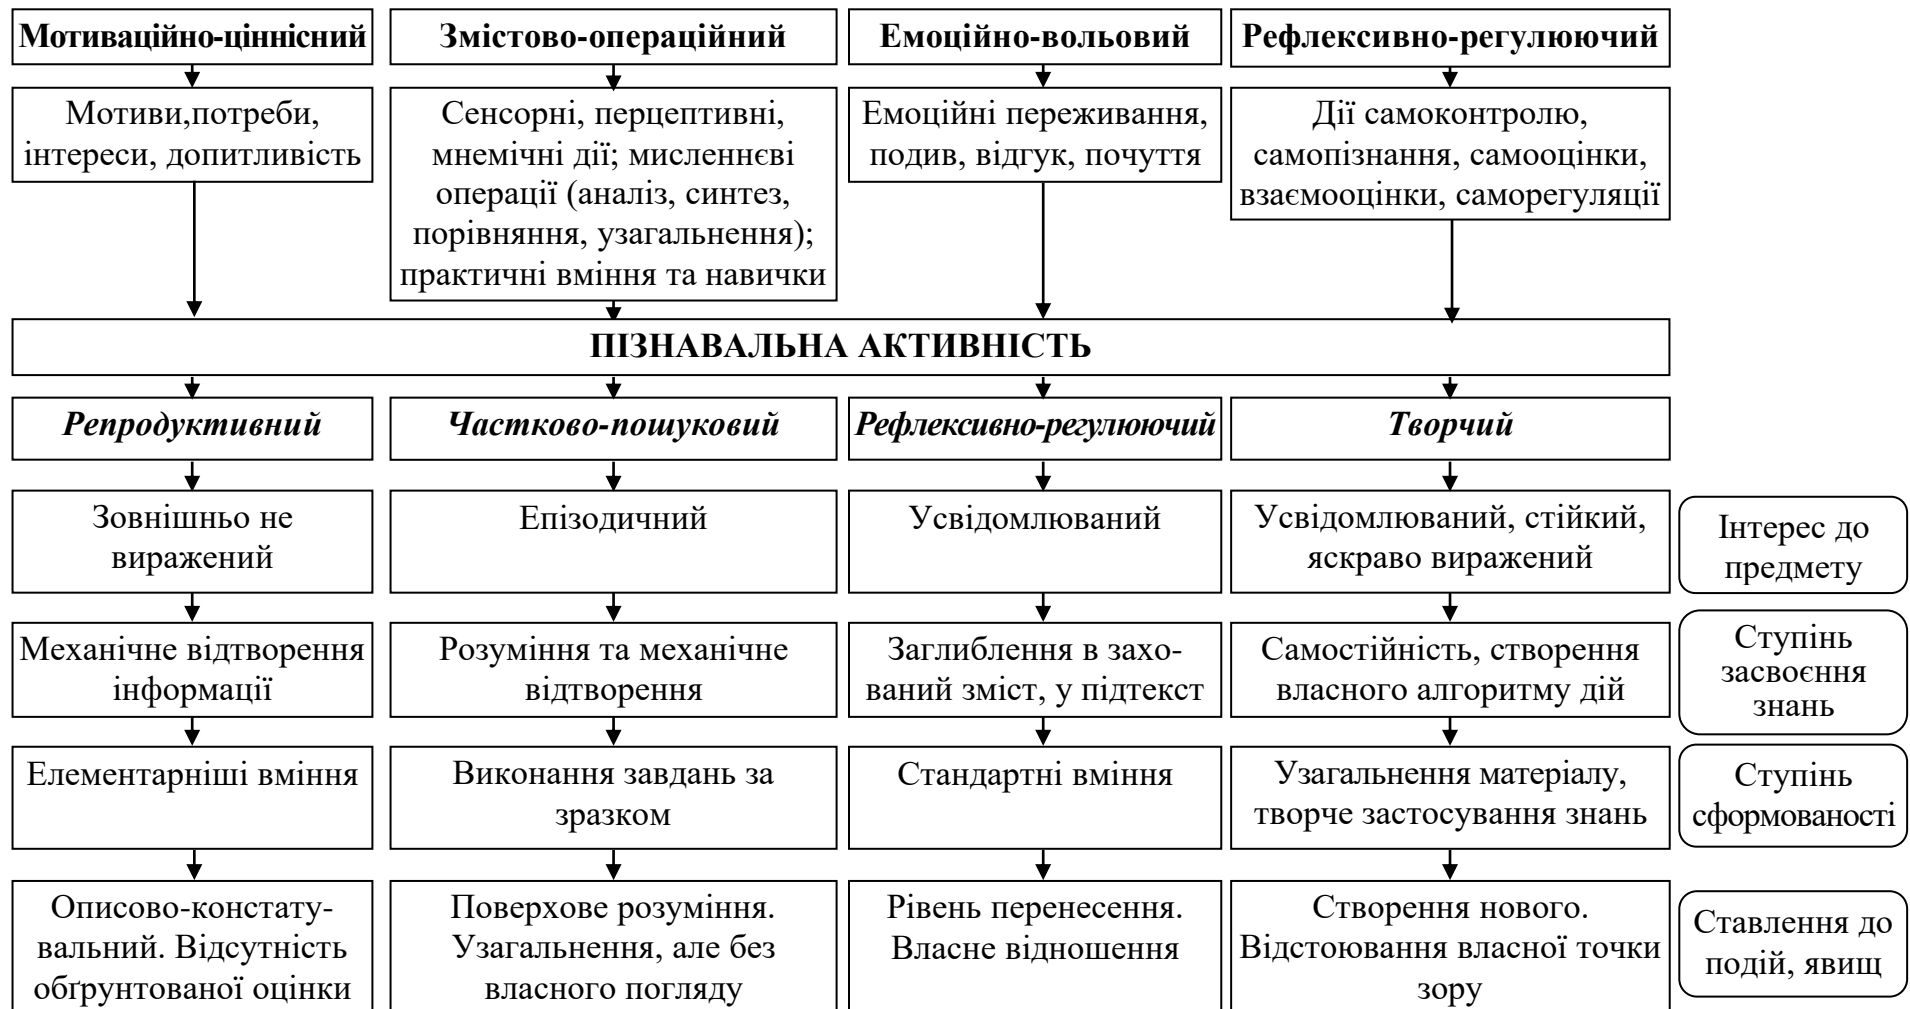 Мотиваційно-ціннісний
Змістово-операційний
Емоційно-вольовий
Рефлексивно-регулюючий
Мотиви,потреби,
інтереси, допитливість
Сенсорні, перцептивні,
мнемічні дії; мисленнєві
операції (аналіз, синтез,
порівняння, узагальнення);
практичні вміння та навички
Емоційні переживання,
подив, відгук, почуття
Дії самоконтролю,
самопізнання, самооцінки,
взаємооцінки, саморегуляції
ПІЗНАВАЛЬНА АКТИВНІСТЬ
Репродуктивний
Частково-пошуковий
Рефлексивно-регулюючий
Творчий
Зовнішньо не
виражений
Епізодичний
Усвідомлюваний
Усвідомлюваний, стійкий,
яскраво виражений
Інтерес до
предмету
Механічне відтворення
інформації
Розуміння та механічне
відтворення
Заглиблення в захо-
ваний зміст, у підтекст
Самостійність, створення
власного алгоритму дій
Ступінь
засвоєння
знань
Елементарніші вміння
Виконання завдань за
зразком
Стандартні вміння
Узагальнення матеріалу,
творче застосування знань
Ступінь
сформованості
Описово-констату-
вальний. Відсутність
обґрунтованої оцінки
Поверхове розуміння.
Узагальнення, але без
власного погляду
Рівень перенесення.
Власне відношення
Створення нового.
Відстоювання власної точки
зору
Ставлення до
подій, явищ